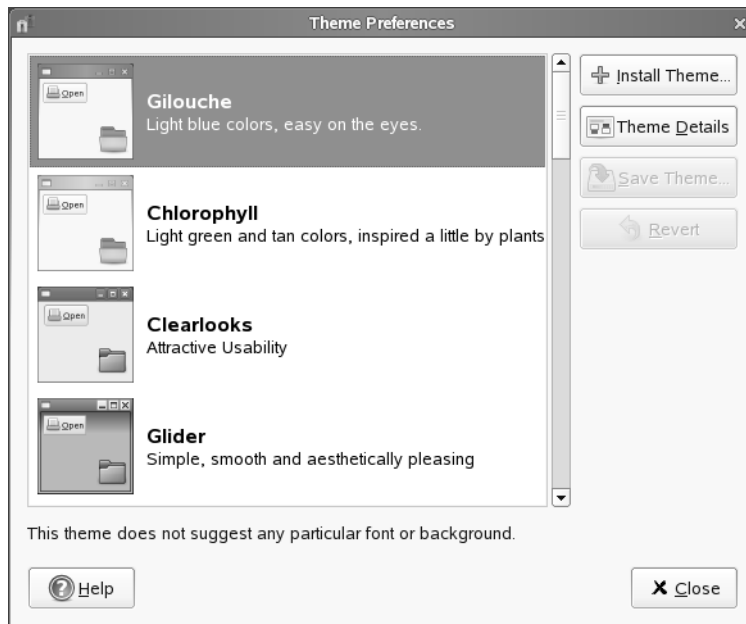 Theme Preferences
Open
Gilouche
Light blue colors, easy on the eyes.
Open
Chlorophyll
Light green and tan colors, inspired a little by plants
Open
Clearlooks
Attractive Usability
Open
Glider
Simple, smooth and aesthetically pleasing
Install Theme...
Theme Details
Save Theme...
Revert
This theme does not suggest any particular font or background.
Help
Close